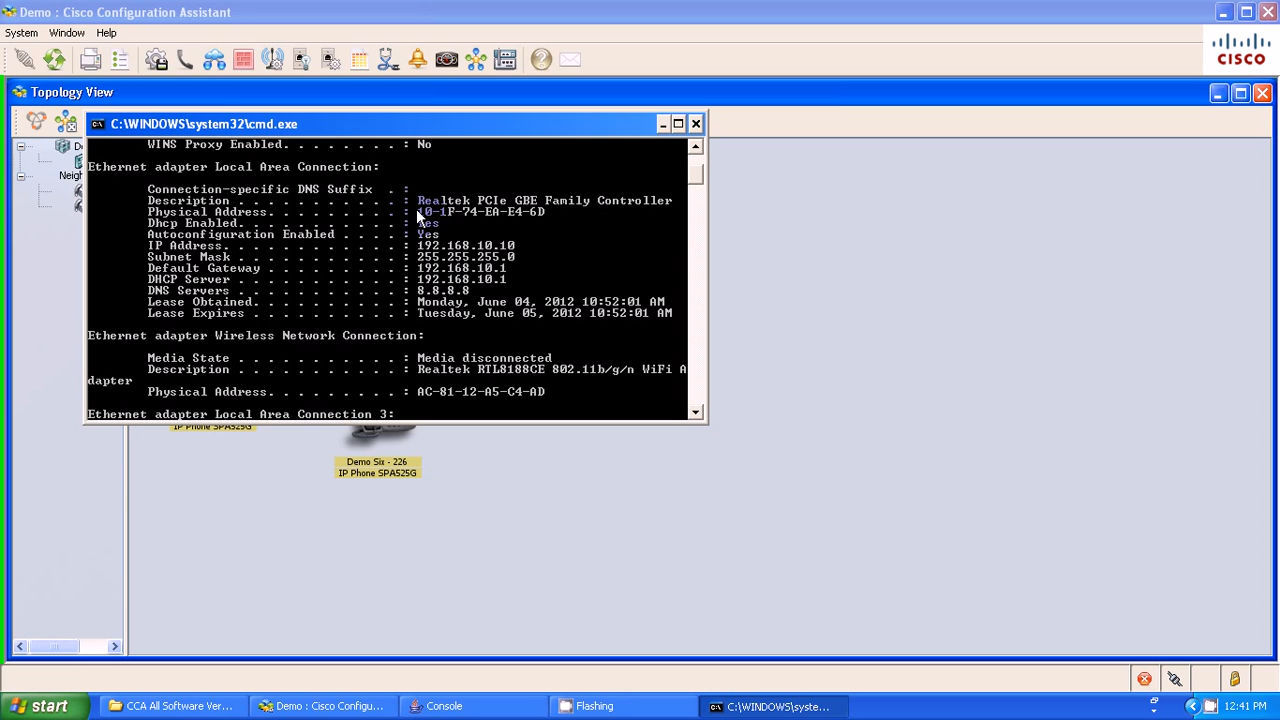 Demo : Cisco Configuration Assistant
System Window Help
CISCO
Topology View
C:\WINDOWS\system32\cmd.exe
WINS Proxy Enabled. . . . . . . . : No
Ethernet adapter Local Area Connection:
Connection-specific DNS Suffix . :
Description . . . . . . . . . . . : Realtek PCIe GBE Family Controller
Physical Address. . . . . . . . . : 10-1F-74-EA-E4-6D
Dhcp Enabled. . . . . . . . . . . : Yes
Autoconfiguration Enabled . . . . : Yes
IP Address. . . . . . . . . . . . : 192.168.10.10
Subnet Mask . . . . . . . . . . . : 255.255.255.0
Default Gateway . . . . . . . . . : 192.168.10.1
DHCP Server . . . . . . . . . . . : 192.168.10.1
DNS Servers . . . . . . . . . . . : 8.8.8.8
Lease Obtained. . . . . . . . . . : Monday, June 04, 2012 10:52:01 AM
Lease Expires . . . . . . . . . . : Tuesday, June 05, 2012 10:52:01 AM
Ethernet adapter Wireless Network Connection:
Media State . . . . . . . . . . . : Media disconnected
Description . . . . . . . . . . . : Realtek RTL8188CE 802.11b/g/n WiFi A
dapter
Physical Address. . . . . . . . . : AC-81-12-A5-C4-AD
Ethernet adapter Local Area Connection 3:
De
Neigh
IP Phone SPA525G
Demo Six - 226
IP Phone SPA525G
start
CCA All Software Ver...
Demo : Cisco Configu...
Console
Flashing
C:\WINDOWS\syste...
12:41 PM